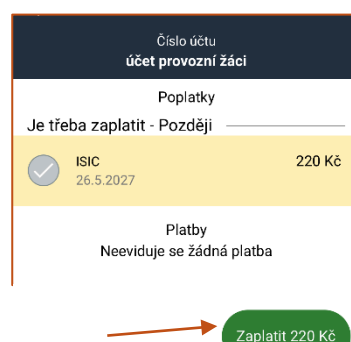 Číslo účtu
účet provozní žáci
Poplatky
Je třeba zaplatit - Později
ISIC 220 Kč
26.5.2027
Platby
Neeviduje se žádná platba
Zaplatit 220 Kč